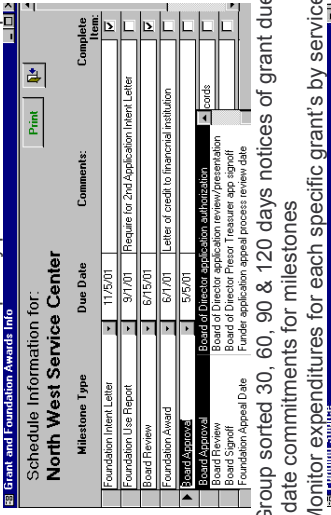 Grant and Foundation Awards Info
Schedule Information for:
North West Service Center
Print
Milestone Type Due Date Comments: Complete Item:
Foundation Intent Letter 11/5/01
Foundation Use Report 9/1/01 Require for 2nd Application Intent Letter
Board Review 6/15/01
Foundation Award 6/1/01 Letter of credit to financrial institution
Board Approval 5/5/01
Board Approval Board of Director application authorization
Board Review Board of Director application review/presentation
Board Signoff Board of Director Presor Treasurer app signoff
Foundation Appeal Date Funder application appeal process review date
cords
Group sorted 30, 60, 90 & 120 days notices of grant due
date commitments for milestones
Monitor expenditures for each specific grant's by service